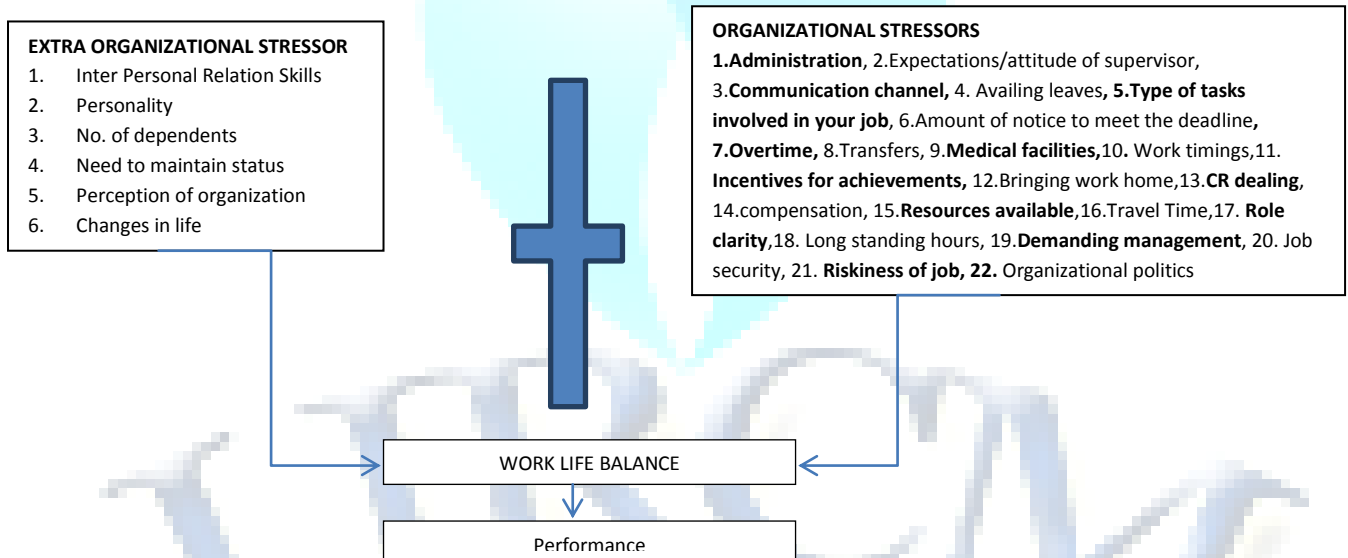 EXTRA ORGANIZATIONAL STRESSOR
1. Inter Personal Relation Skills
2. Personality
3. No. of dependents
4. Need to maintain status
5. Perception of organization
6. Changes in life
ORGANIZATIONAL STRESSORS
1.Administration, 2.Expectations/attitude of supervisor,
3.Communication channel, 4. Availing leaves, 5.Type of tasks
involved in your job, 6.Amount of notice to meet the deadline,
7.Overtime, 8.Transfers, 9.Medical facilities,10. Work timings,11.
Incentives for achievements, 12.Bringing work home,13.CR dealing,
14.compensation, 15.Resources available,16.Travel Time,17. Role
clarity,18. Long standing hours, 19.Demanding management, 20. Job
security, 21. Riskiness of job, 22. Organizational politics
WORK LIFE BALANCE
Performance